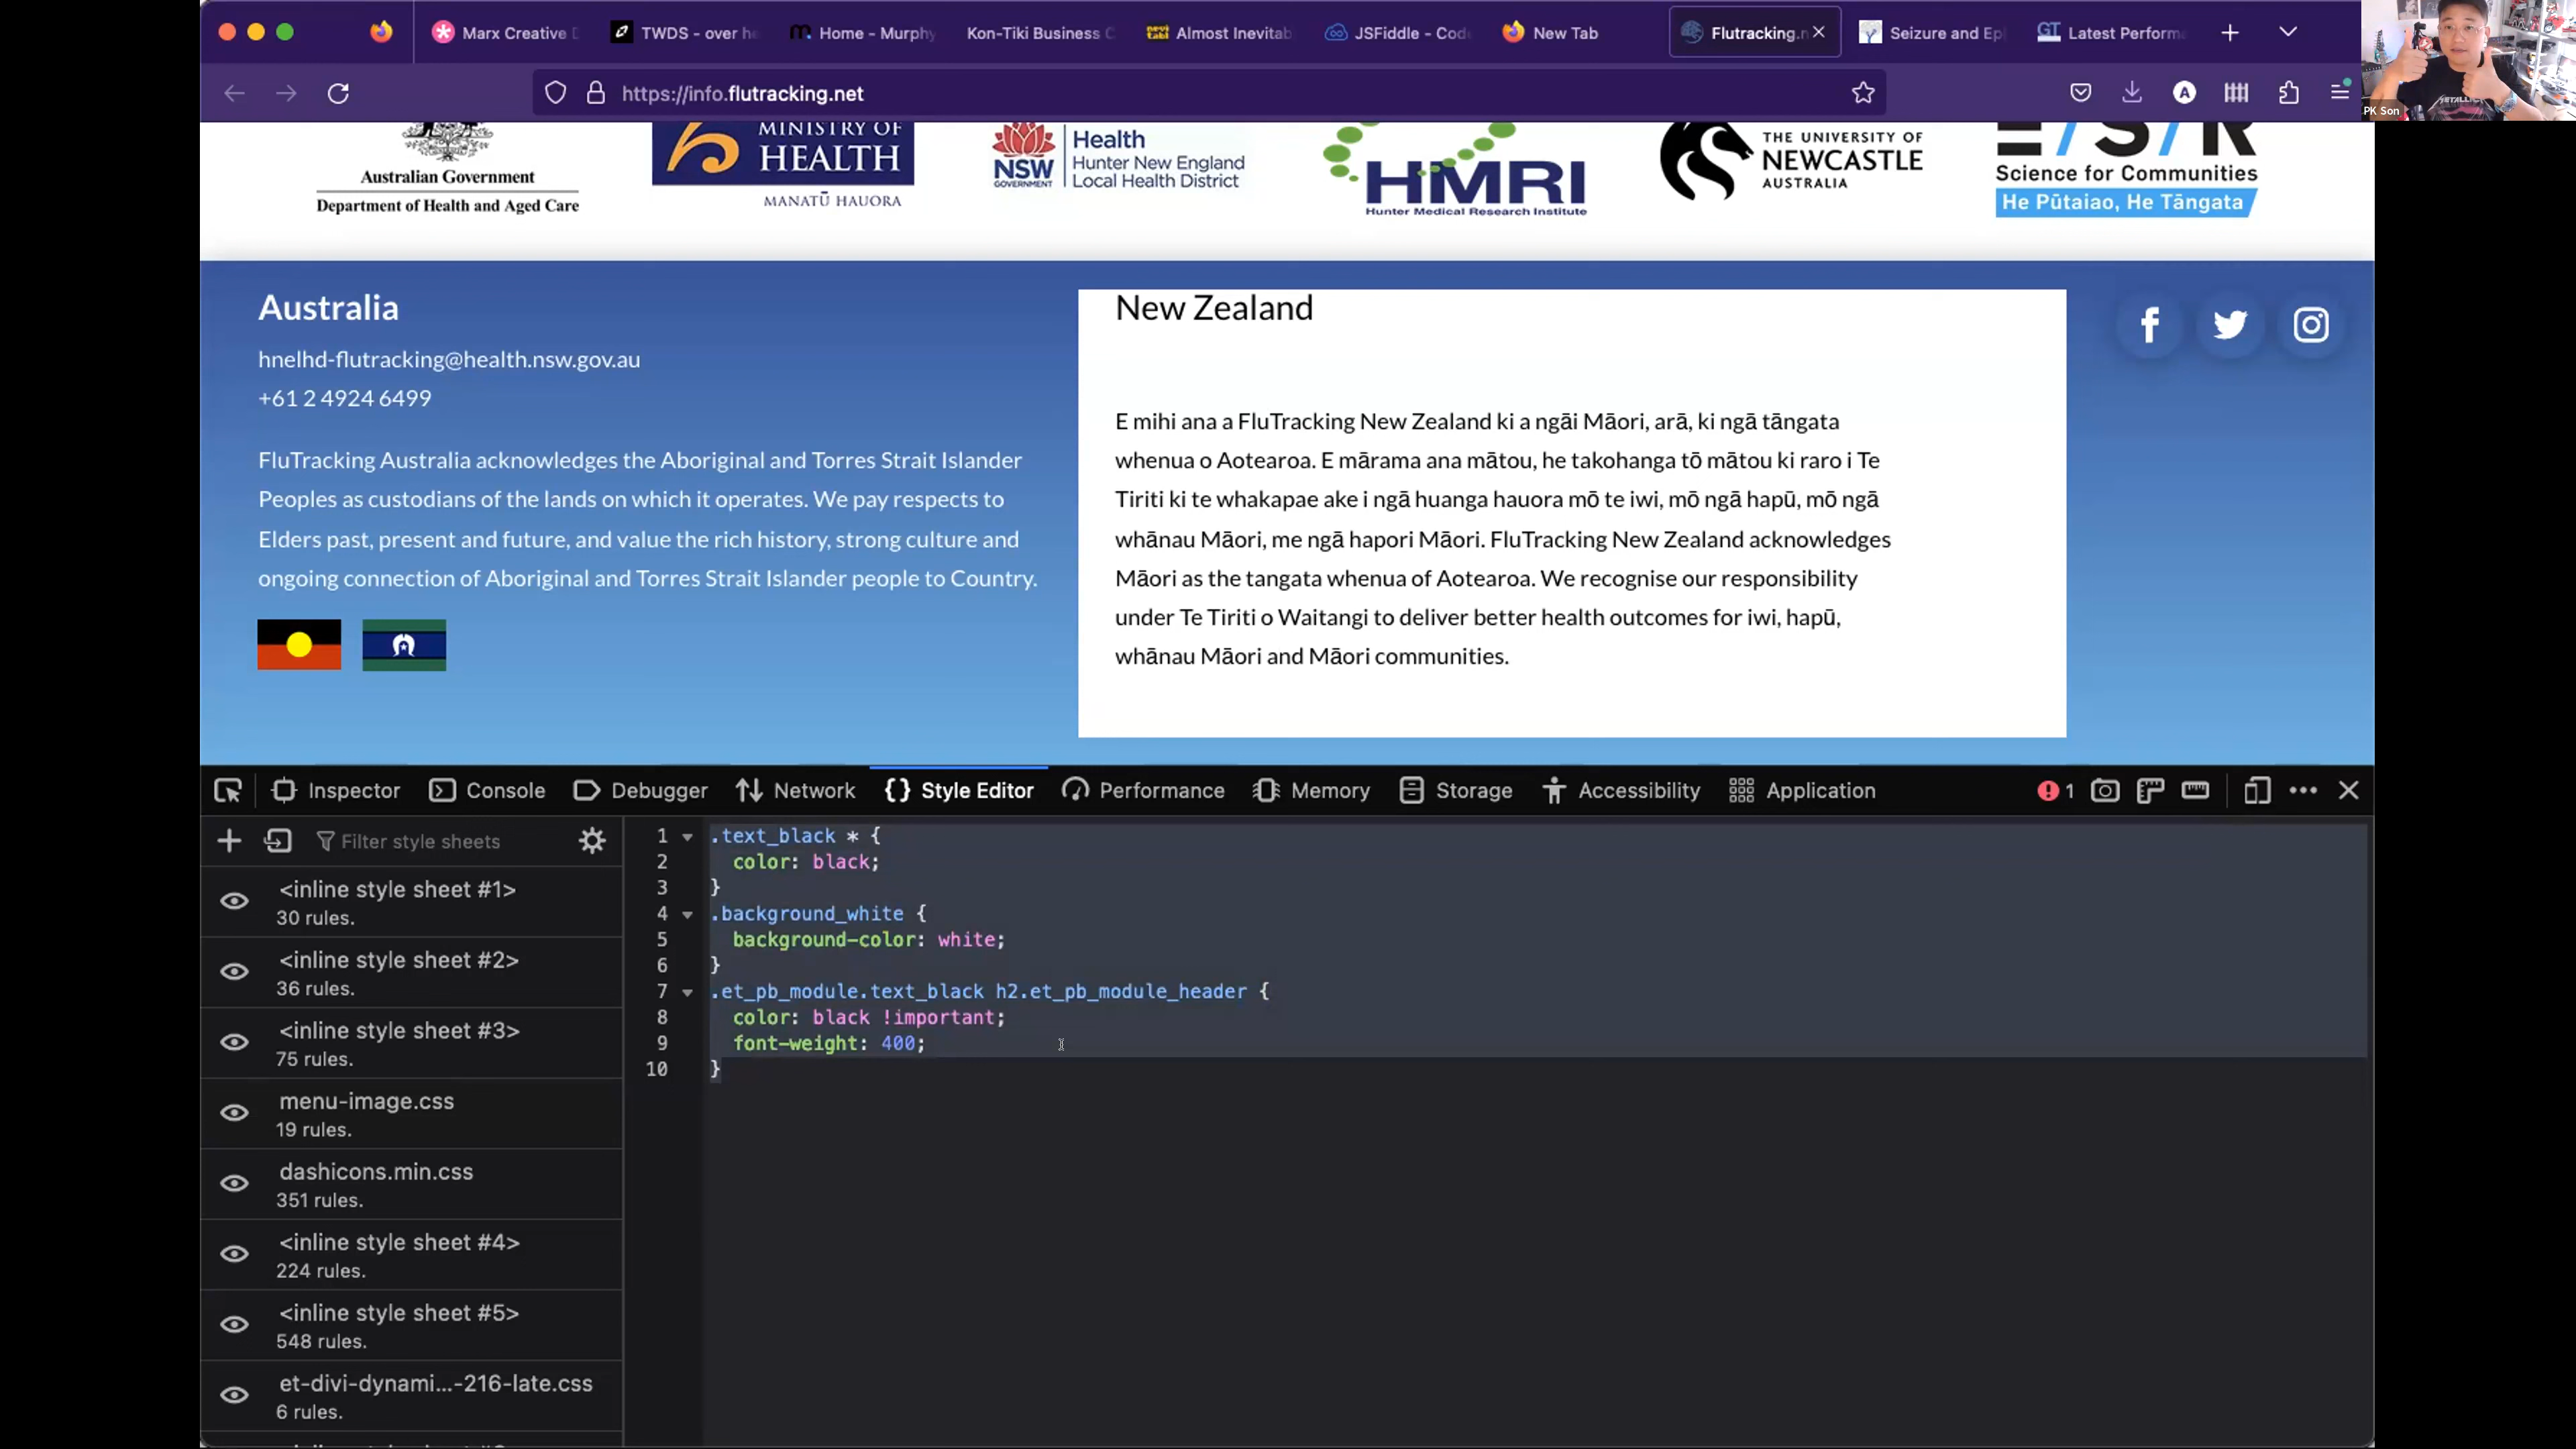 Marx Creative D
TWDS - over he
Home - Murphy
Kon-Tiki Business C
Almost Inevitab
JSFiddle - Cod
New Tab
Flutracking.n
Seizure and Ep
GT Latest Perform
https://info.flutracking.net
PK Son
Australian Government
Department of Health and Aged Care
MINISTRY OF
HEALTH
MANATŪ HAUORA
NSW
GOVERNMENT
Health
Hunter New England
Local Health District
HMRI
Hunter Medical Research Institute
THE UNIVERSITY OF
NEWCASTLE
AUSTRALIA
E/S/R
Science for Communities
He Pūtaiao, He Tāngata
Australia
hnelhd-flutracking@health.nsw.gov.au
+61 2 4924 6499
FluTracking Australia acknowledges the Aboriginal and Torres Strait Islander
Peoples as custodians of the lands on which it operates. We pay respects to
Elders past, present and future, and value the rich history, strong culture and
ongoing connection of Aboriginal and Torres Strait Islander people to Country.
New Zealand
E mihi ana a FluTracking New Zealand ki a ngāi Māori, arā, ki ngā tāngata
whenua o Aotearoa. E mārama ana mātou, he takohanga tō mātou ki raro i Te
Tiriti ki te whakapae ake i ngā huanga hauora mō te iwi, mō ngā hapū, mō ngā
whānau Māori, me ngā hapori Māori. FluTracking New Zealand acknowledges
Māori as the tangata whenua of Aotearoa. We recognise our responsibility
under Te Tiriti o Waitangi to deliver better health outcomes for iwi, hapū,
whānau Māori and Māori communities.
Inspector
Console
Debugger
Network
{} Style Editor
Performance
Memory
Storage
Accessibility
Application
1
Filter style sheets
<inline style sheet #1>
30 rules.
<inline style sheet #2>
36 rules.
<inline style sheet #3>
75 rules.
menu-image.css
19 rules.
dashicons.min.css
351 rules.
<inline style sheet #4>
224 rules.
<inline style sheet #5>
548 rules.
et-divi-dynami...-216-late.css
6 rules.
1 .text_black * {
2 color: black;
3 }
4 .background_white {
5 background-color: white;
6 }
7 .et_pb_module.text_black h2.et_pb_module_header {
8 color: black !important;
9 font-weight: 400;
10 }